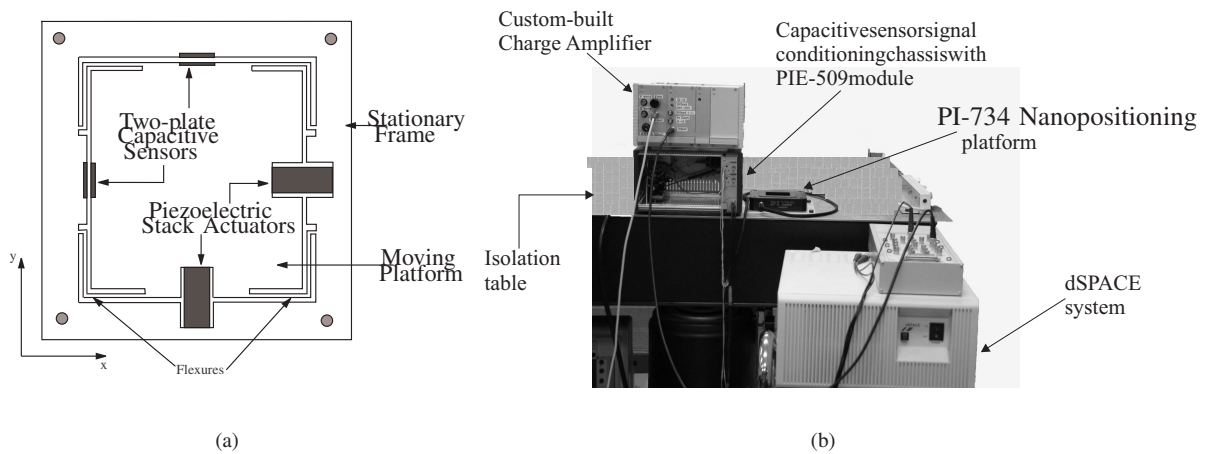 Two-plate
Capacitive
Sensors
Stationary
Frame
Piezoelectric
Stack Actuators
Moving
Platform
y
x
Flexures
(a)
Custom-built
Charge Amplifier
Capacitivesensorsignal
conditioningchassiswith
PIE-509module
PI-734 Nanopositioning
platform
Isolation
table
dSPACE
system
(b)